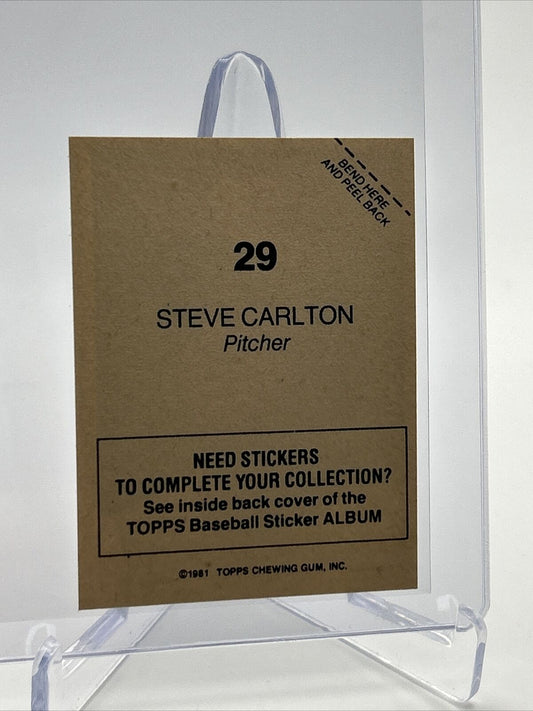 BEND HERE
AND PEEL BACK
29
STEVE CARLTON
Pitcher
NEED STICKERS
TO COMPLETE YOUR COLLECTION?
See inside back cover of the
TOPPS Baseball Sticker ALBUM
©1981 TOPPS CHEWING GUM, INC.